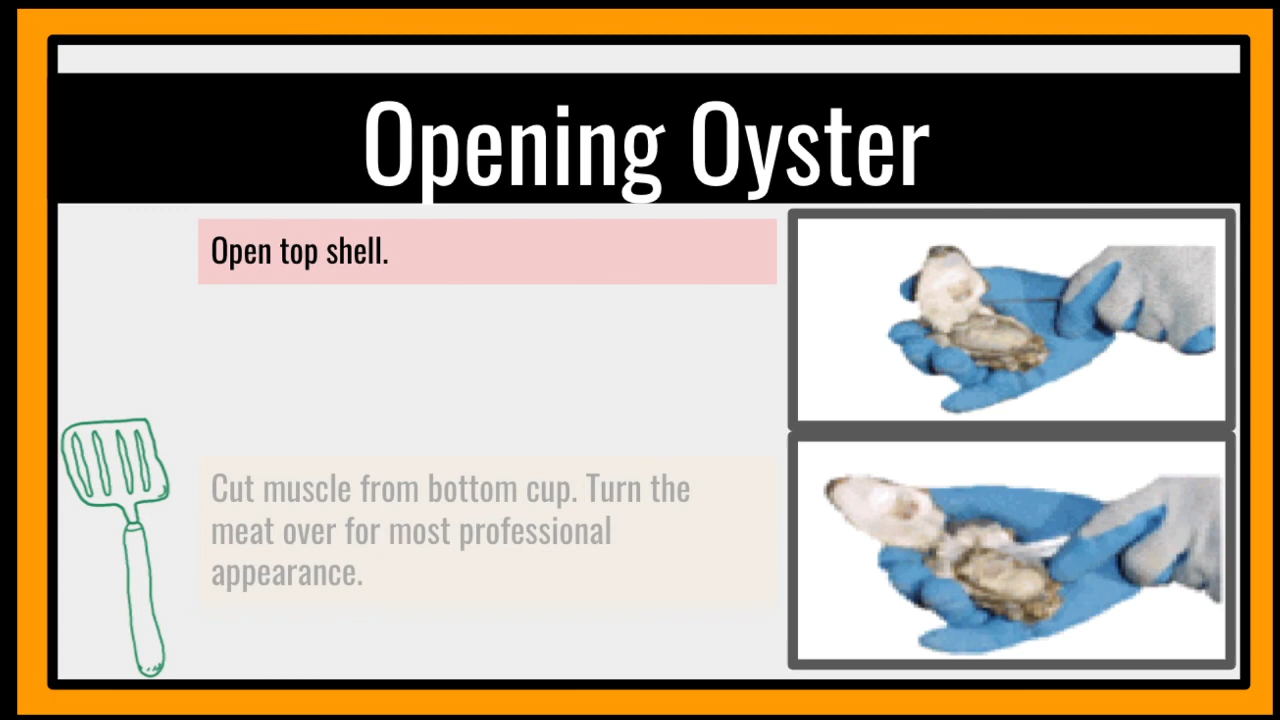 Opening Oyster
Open top shell.
Cut muscle from bottom cup. Turn the
meat over for most professional
appearance.